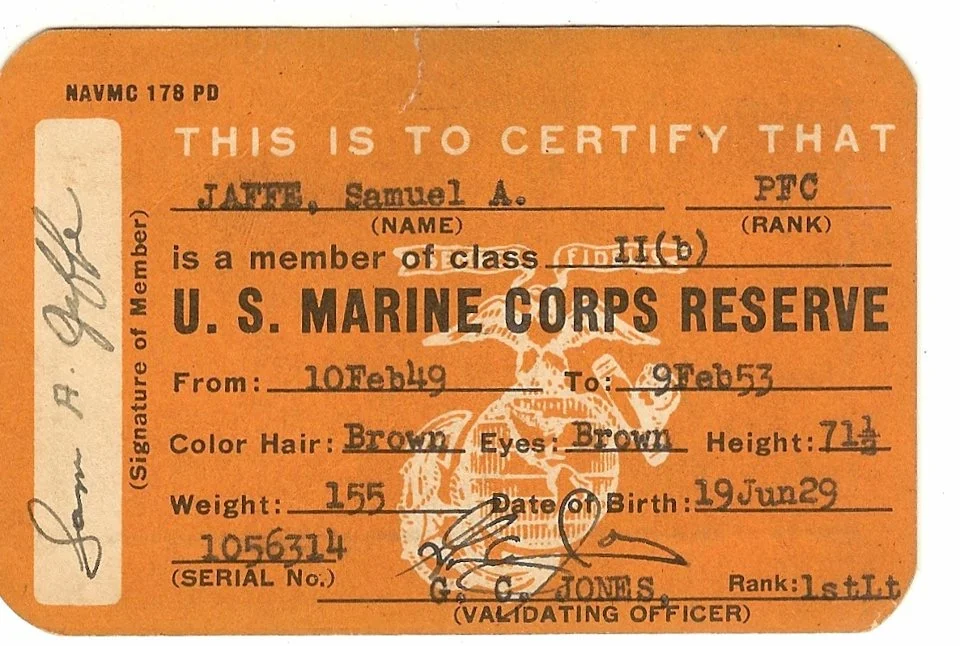 NAVMC 178 PD
THIS IS TO CERTIFY THAT
JAFFE, Samuel A. PFC
(NAME) (RANK)
is a member of class II(b)
SEMPER FIDELIS
U. S. MARINE CORPS RESERVE
From: 10Feb49 To: 9Feb53
Color Hair: Brown Eyes: Brown Height: 71½
Weight: 155 Date of Birth: 19Jun29
1056314
(SERIAL No.)
G. C. JONES, Rank: 1stLt
(VALIDATING OFFICER)
Sam A. Jaffe
(Signature of Member)